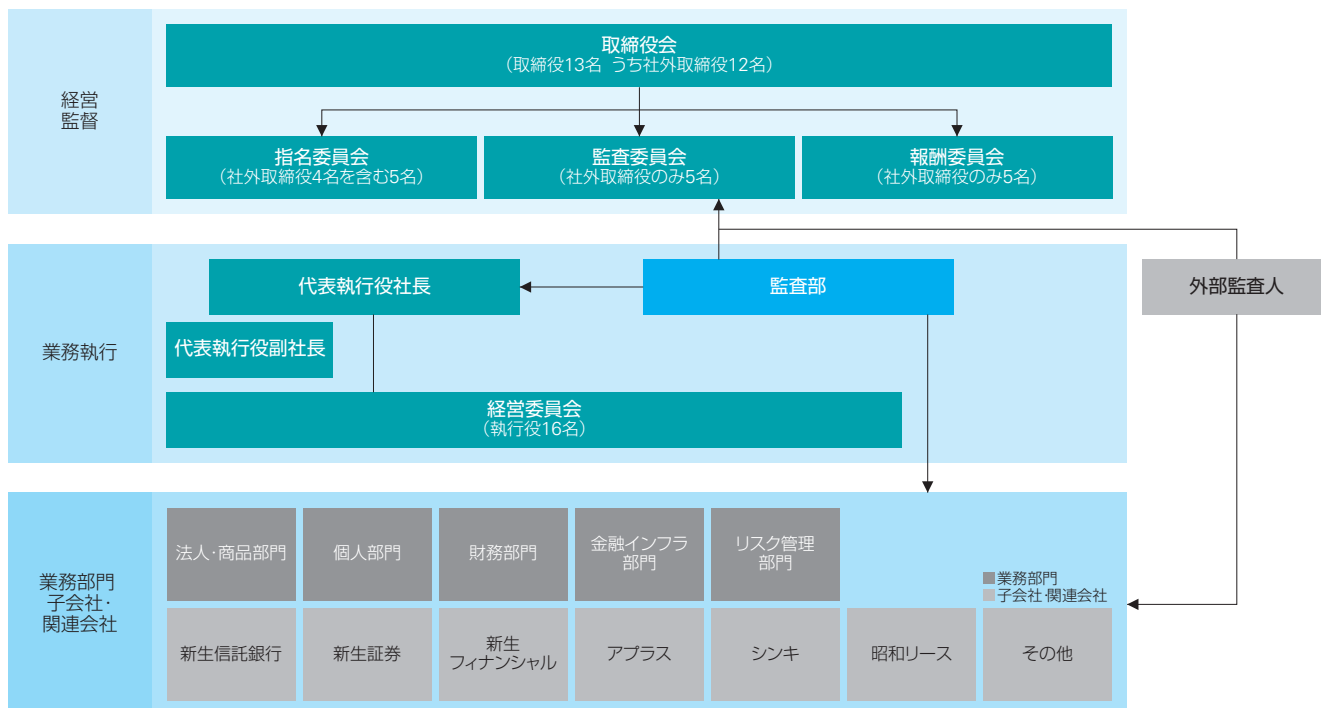 取締役会
(取締役13名 うち社外取締役12名)
経営
監督
指名委員会
(社外取締役4名を含む5名)
監査委員会
(社外取締役のみ5名)
報酬委員会
(社外取締役のみ5名)
代表執行役社長
監査部
外部監査人
業務執行
代表執行役副社長
経営委員会
(執行役16名)
業務部門
子会社・
関連会社
法人・商品部門
個人部門
財務部門
金融インフラ
部門
リスク管理
部門
■業務部門
■子会社・関連会社
新生信託銀行
新生証券
新生
フィナンシャル
アプラス
シンキ
昭和リース
その他